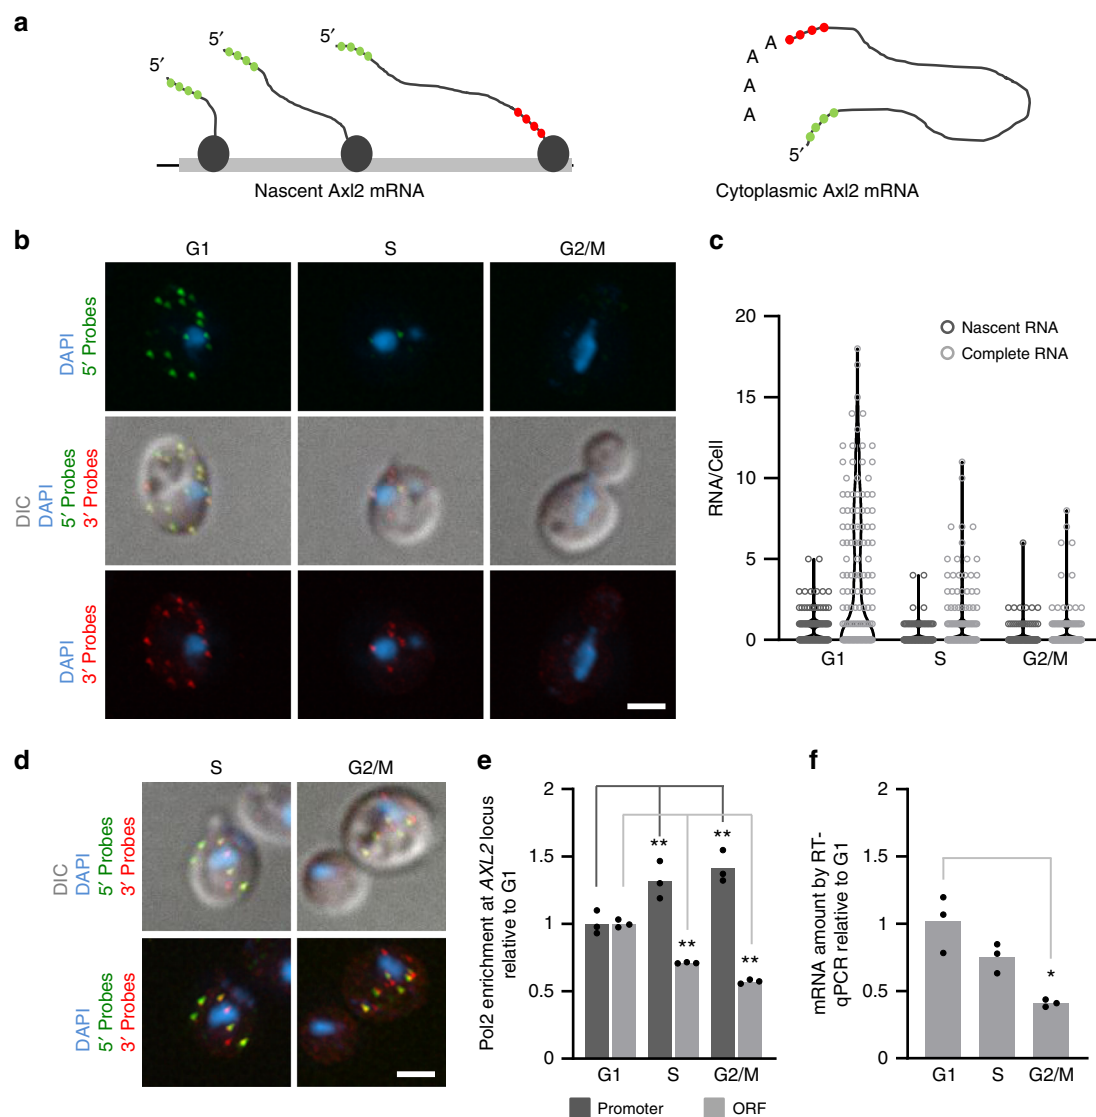 a
5′
5′
5′
Nascent Axl2 mRNA
A
A
A
A
5′
Cytoplasmic Axl2 mRNA
b
G1
S
G2/M
DAPI
5′ Probes
DIC
DAPI
5′ Probes
3′ Probes
DAPI
3′ Probes
c
RNA/Cell
20
15
10
5
0
Nascent RNA
Complete RNA
G1
S
G2/M
d
S
G2/M
DIC
DAPI
5′ Probes
3′ Probes
DAPI
5′ Probes
3′ Probes
e
Pol2 enrichment at AXL2 locus
relative to G1
2
1.5
1
0.5
0
**
**
**
**
G1
S
G2/M
Promoter
ORF
f
mRNA amount by RT-
qPCR relative to G1
2
1.5
1
0.5
0
*
G1
S
G2/M